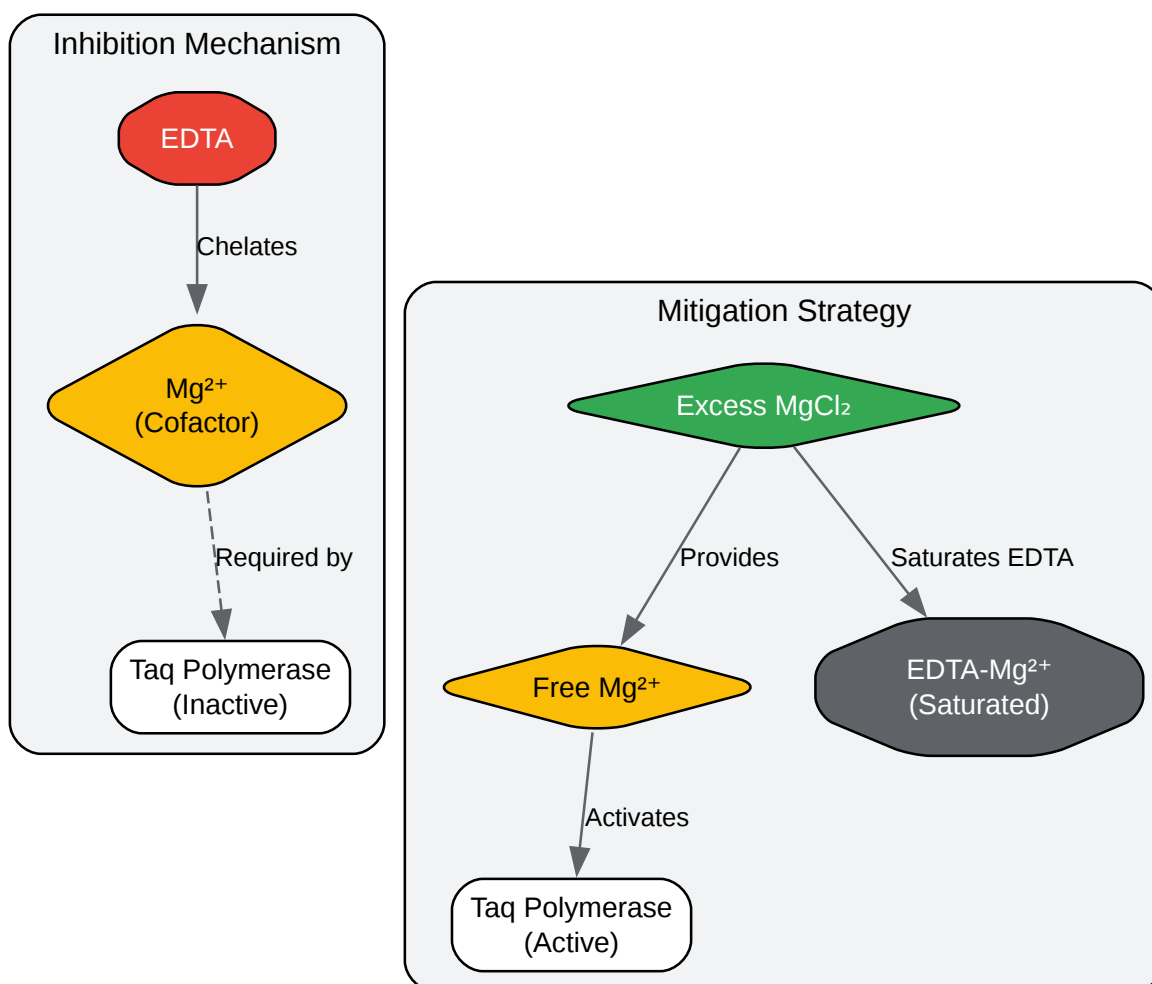 Inhibition Mechanism
EDTA
Chelates
Mg²⁺
(Cofactor)
Required by
Taq Polymerase
(Inactive)
Mitigation Strategy
Excess MgCl₂
Provides
Saturates EDTA
Free Mg²⁺
EDTA-Mg²⁺
(Saturated)
Activates
Taq Polymerase
(Active)